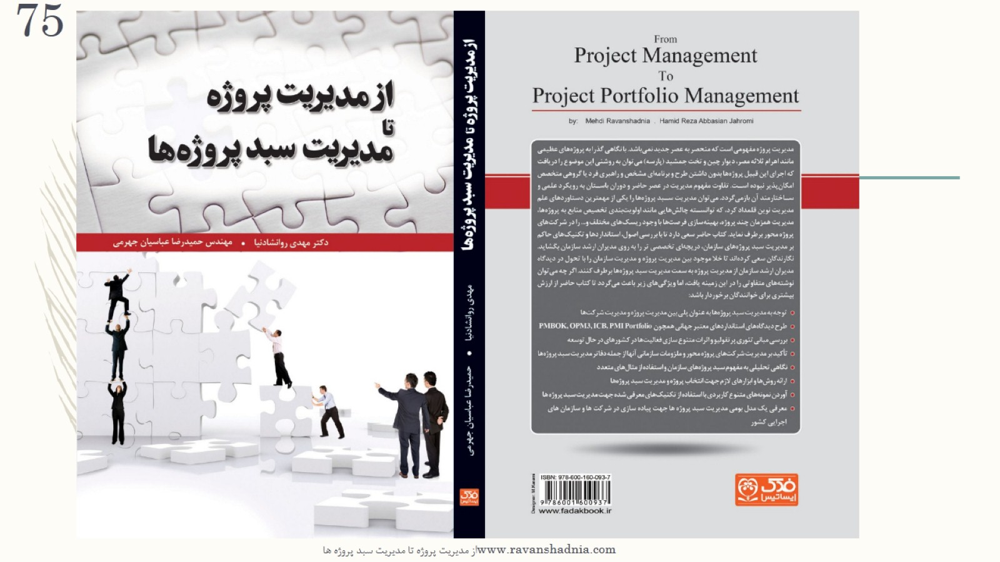 75
از مدیریت پروژه
تا
مدیریت سبد پروژه‌ها
دکتر مهدی روانشادنیا • مهندس حمیدرضا عباسیان جهرمی
از مدیریت پروژه تا مدیریت سبد پروژه‌ها
مهدی روانشادنیا • حمیدرضا عباسیان جهرمی
فدک
ایساتیس
From
Project Management
To
Project Portfolio Management
by: Mehdi Ravanshadnia . Hamid Reza Abbasian Jahromi
مدیریت پروژه مفهومی است که منحصر به عصر جدید نمی‌باشد. با نگاهی گذرا به پروژه‌های عظیمی
مانند اهرام ثلاثه مصر، دیوار چین و تخت جمشید (پارسه) می‌توان به روشنی این موضوع را دریافت
که اجرای این قبیل پروژه‌ها بدون داشتن طرح و برنامه‌ای مشخص و راهبری فرد یا گروهی متخصص
امکان‌پذیر نبوده است. تفاوت مفهوم مدیریت در عصر حاضر و دوران باستان به رویکرد علمی و
ساختارمند آن بازمی‌گردد. می‌توان مدیریت سبد پروژه‌ها را یکی از مهمترین دستاوردهای علم
مدیریت نوین قلمداد کرد، که توانسته چالش‌هایی مانند اولویت‌بندی تخصیص منابع به پروژه‌ها،
مدیریت همزمان چند پروژه، بهینه‌سازی فرصت‌ها با وجود ریسک‌های مختلف و... را در شرکت‌های
پروژه محور برطرف نماید. کتاب حاضر سعی دارد تا با بررسی اصول، استانداردها و تکنیک‌های حاکم
بر مدیریت سبد پروژه‌های سازمان، دریچه‌ای تخصصی تر را به روی مدیران ارشد سازمان بگشاید.
نگارندگان سعی کرده‌اند تا خلا موجود بین مدیریت پروژه و مدیریت سازمان را با تحول در دیدگاه
مدیران ارشد سازمان از مدیریت پروژه به سمت مدیریت سبد پروژه‌ها برطرف کنند. اگر چه می‌توان
نوشته‌های متفاوتی را در این زمینه یافت، اما ویژگی‌های زیر باعث می‌گردد تا کتاب حاضر از ارزش
بیشتری برای خوانندگان برخوردار باشد:
توجه به مدیریت سبد پروژه‌ها به عنوان پلی بین مدیریت پروژه و مدیریت شرکت‌ها
طرح دیدگاه‌های استانداردهای معتبر جهانی همچون PMBOK, OPM3, ICB, PMI Portfolio
بررسی مبانی تئوری پرتفولیو و اثرات متنوع سازی فعالیت‌ها در کشورهای در حال توسعه
تأکید بر مدیریت شرکت‌های پروژه محور و ملزومات سازمانی آنها از جمله دفاتر مدیریت سبد پروژه‌ها
نگاهی تحلیلی به مفهوم سبد پروژه‌های سازمان و استفاده از مثال‌های متعدد
ارائه روش‌ها و ابزارهای لازم جهت انتخاب پروژه و مدیریت سبد پروژه‌ها
آوردن نمونه‌های متنوع کاربردی با استفاده از تکنیک‌های معرفی شده جهت مدیریت سبد پروژه ها
معرفی یک مدل بومی مدیریت سبد پروژه ها جهت پیاده سازی در شرکت ها و سازمان های
اجرایی کشور
Designer: M.Karami
ISBN: 978-600-160-093-7
9 786001 600937
www.fadakbook.ir
فدک
ایساتیس
از مدیریت پروژه تا مدیریت سبد پروژه ها www.ravanshadnia.com